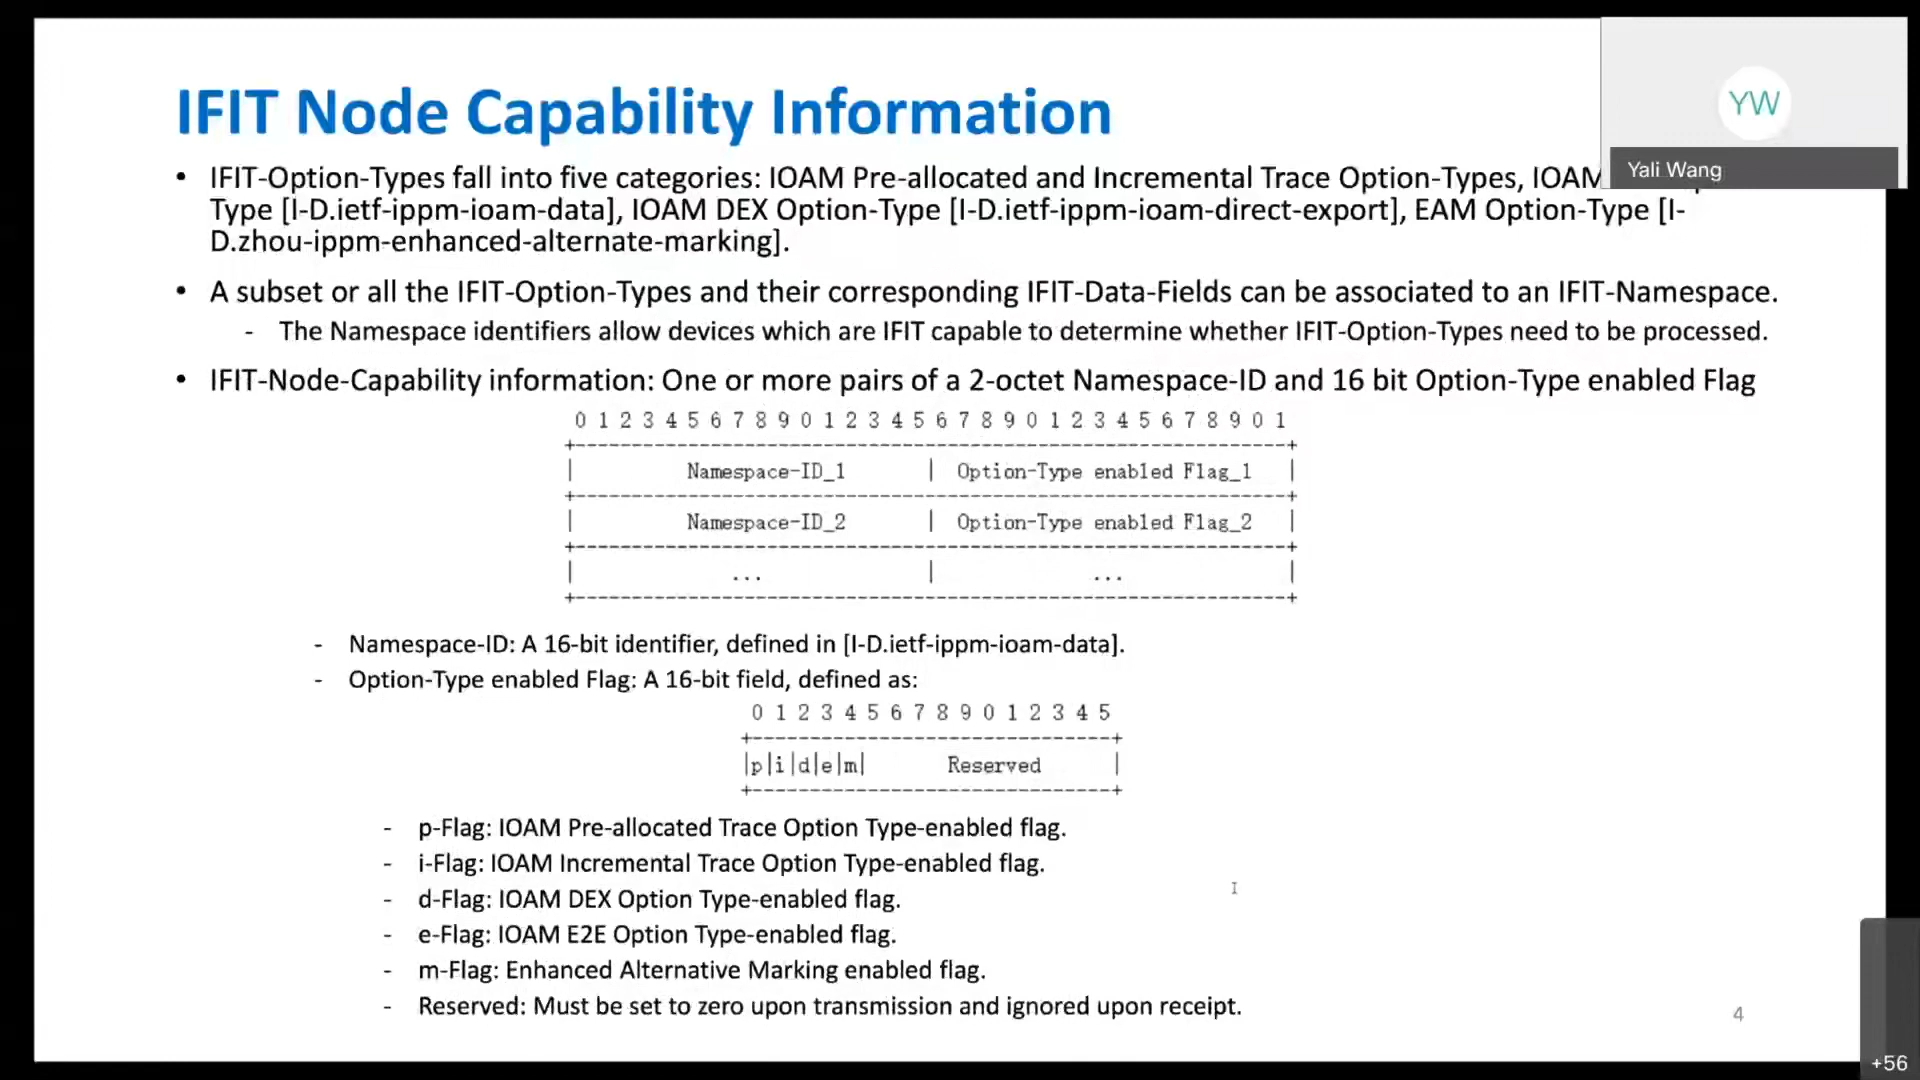 IFIT Node Capability Information
YW
Yali Wang
• IFIT-Option-Types fall into five categories: IOAM Pre-allocated and Incremental Trace Option-Types, IOAM
Type [I-D.ietf-ippm-ioam-data], IOAM DEX Option-Type [I-D.ietf-ippm-ioam-direct-export], EAM Option-Type [I-
D.zhou-ippm-enhanced-alternate-marking].
• A subset or all the IFIT-Option-Types and their corresponding IFIT-Data-Fields can be associated to an IFIT-Namespace.
- The Namespace identifiers allow devices which are IFIT capable to determine whether IFIT-Option-Types need to be processed.
• IFIT-Node-Capability information: One or more pairs of a 2-octet Namespace-ID and 16 bit Option-Type enabled Flag
0 1 2 3 4 5 6 7 8 9 0 1 2 3 4 5 6 7 8 9 0 1 2 3 4 5 6 7 8 9 0 1
+---------------------------------------------------------------+
| Namespace-ID_1 | Option-Type enabled Flag_1 |
+---------------------------------------------------------------+
| Namespace-ID_2 | Option-Type enabled Flag_2 |
+---------------------------------------------------------------+
| ... | ... |
+---------------------------------------------------------------+
- Namespace-ID: A 16-bit identifier, defined in [I-D.ietf-ippm-ioam-data].
- Option-Type enabled Flag: A 16-bit field, defined as:
0 1 2 3 4 5 6 7 8 9 0 1 2 3 4 5
+-------------------------------+
|p|i|d|e|m| Reserved |
+-------------------------------+
- p-Flag: IOAM Pre-allocated Trace Option Type-enabled flag.
- i-Flag: IOAM Incremental Trace Option Type-enabled flag.
- d-Flag: IOAM DEX Option Type-enabled flag.
- e-Flag: IOAM E2E Option Type-enabled flag.
- m-Flag: Enhanced Alternative Marking enabled flag.
- Reserved: Must be set to zero upon transmission and ignored upon receipt.
4
+56